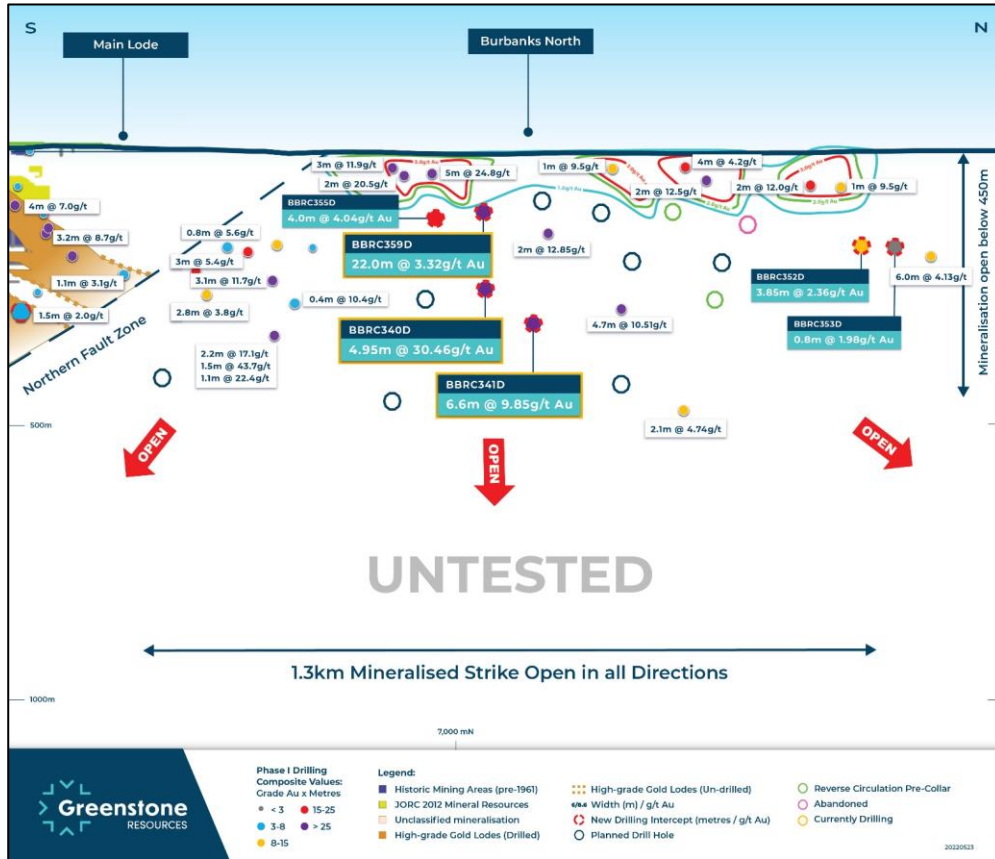 S
N
Main Lode
Burbanks North
3m @ 11.9g/t
2m @ 20.5g/t
5m @ 24.8g/t
2.0g/t Au
1.0g/t Au
1m @ 9.5g/t
2m @ 12.5g/t
4m @ 4.2g/t
2m @ 12.0g/t
1m @ 9.5g/t
4m @ 7.0g/t
3.2m @ 8.7g/t
1.1m @ 3.1g/t
1.5m @ 2.0g/t
Northern Fault Zone
0.8m @ 5.6g/t
3m @ 5.4g/t
3.1m @ 11.7g/t
2.8m @ 3.8g/t
0.4m @ 10.4g/t
2.2m @ 17.1g/t
1.5m @ 43.7g/t
1.1m @ 22.4g/t
BBRC355D
4.0m @ 4.04g/t Au
BBRC359D
22.0m @ 3.32g/t Au
BBRC340D
4.95m @ 30.46g/t Au
BBRC341D
6.6m @ 9.85g/t Au
2m @ 12.85g/t
4.7m @ 10.51g/t
2.1m @ 4.74g/t
BBRC352D
3.85m @ 2.36g/t Au
BBRC353D
0.8m @ 1.98g/t Au
6.0m @ 4.13g/t
Mineralisation open below 450m
500m
OPEN
OPEN
OPEN
UNTESTED
1.3km Mineralised Strike Open in all Directions
1000m
7,000 mN
Greenstone
RESOURCES
Phase I Drilling
Composite Values:
Grade Au x Metres
< 3
3-8
8-15
15-25
> 25
Legend:
Historic Mining Areas (pre-1961)
JORC 2012 Mineral Resources
Unclassified mineralisation
High-grade Gold Lodes (Drilled)
High-grade Gold Lodes (Un-drilled)
Width (m) / g/t Au
New Drilling Intercept (metres / g/t Au)
Planned Drill Hole
Reverse Circulation Pre-Collar
Abandoned
Currently Drilling
20220523